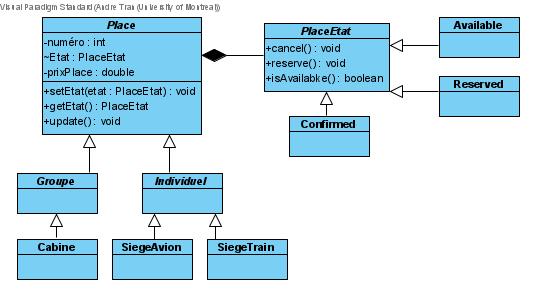 Visual Paradigm Standard(Andre Trai(University of Montreal))
Place
-numéro : int
~Etat : PlaceEtat
-prixPlace : double
+setEtat(etat : PlaceEtat) : void
+getEtat() : PlaceEtat
+update() : void
PlaceEtat
+cancel() : void
+reserve() : void
+isAvailabke() : boolean
Available
Reserved
Confirmed
Groupe
Individuel
Cabine
SiegeAvion
SiegeTrain